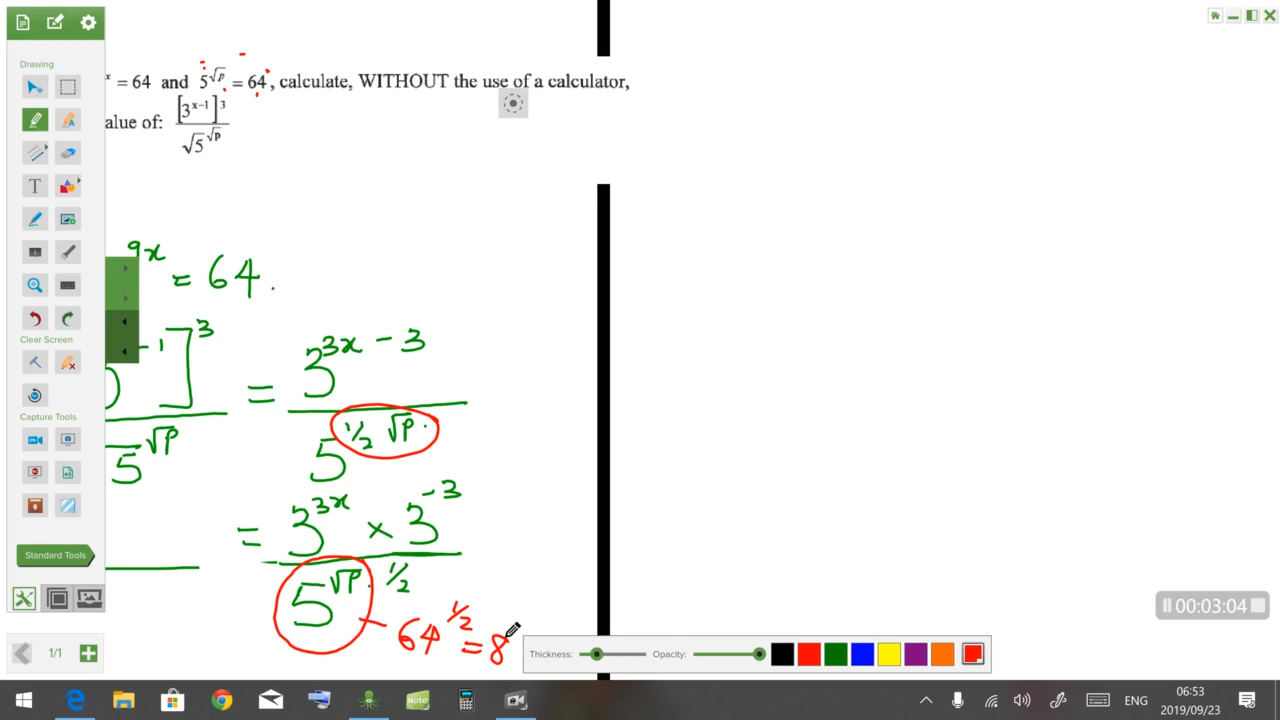 Drawing
ˣ = 64 and 5^√p = 64, calculate, WITHOUT the use of a calculator,
alue of: [3^(x–1)]^3 / √5^√p
9x
= 64.
– 1 ]^3 / 5^√p = 3^(3x – 3) / 5^(½ √p.)
= 3^(3x) × 3^(-3) / 5^(√p . ½)
64^½ = 8
Clear Screen
Capture Tools
Standard Tools
1/1
Thickness:
Opacity:
00:03:04
Note
ENG
06:53
2019/09/23